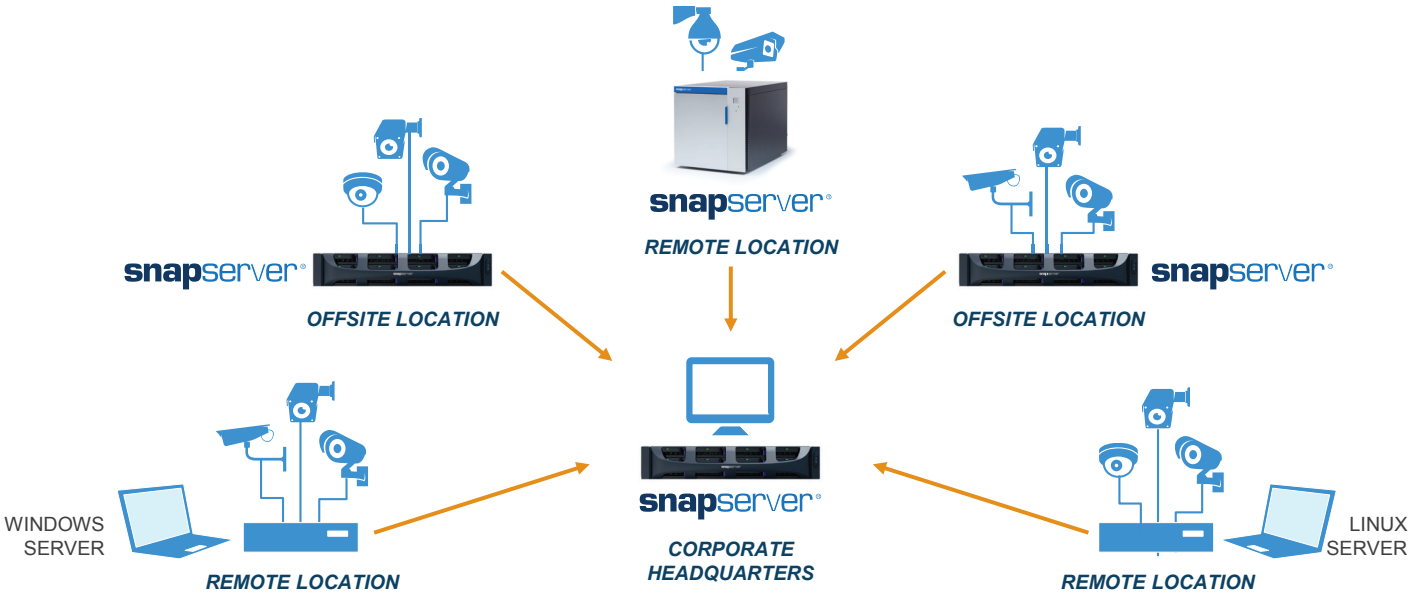 snapserver®
REMOTE LOCATION
snapserver®
OFFSITE LOCATION
snapserver®
OFFSITE LOCATION
WINDOWS
SERVER
REMOTE LOCATION
snapserver®
CORPORATE
HEADQUARTERS
LINUX
SERVER
REMOTE LOCATION